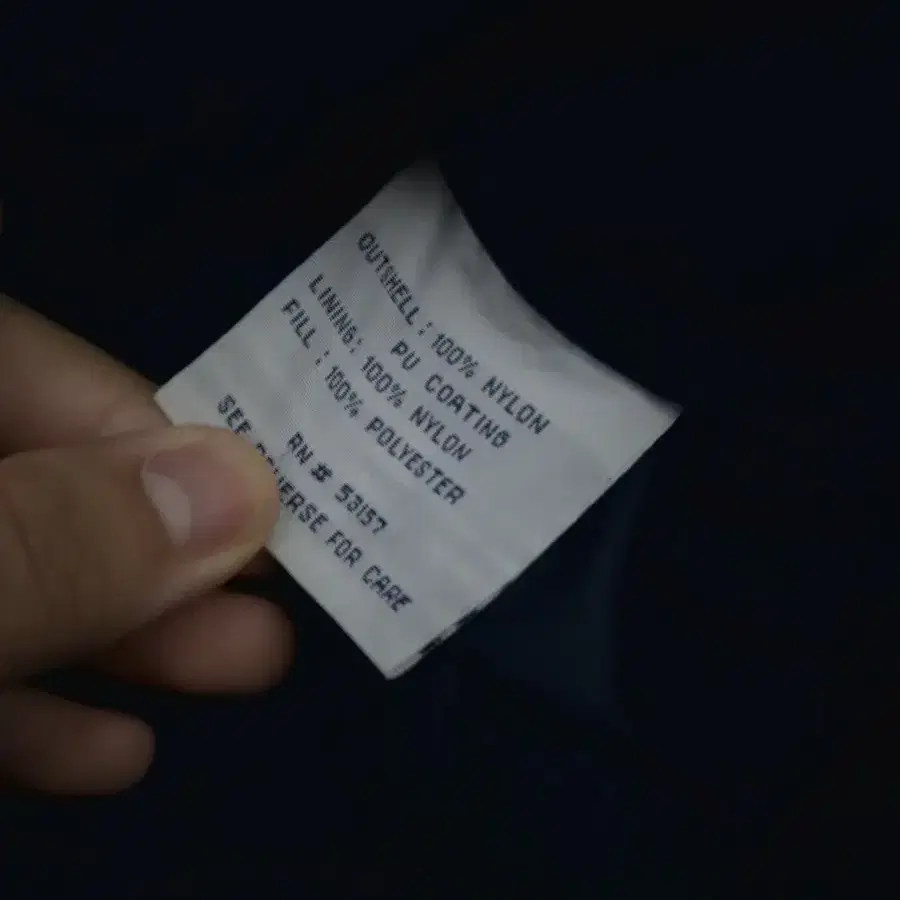 OUTSHELL : 100% NYLON
PU COATING
LINING: 100% NYLON
FILL : 100% POLYESTER
RN # 53157
SEE REVERSE FOR CARE